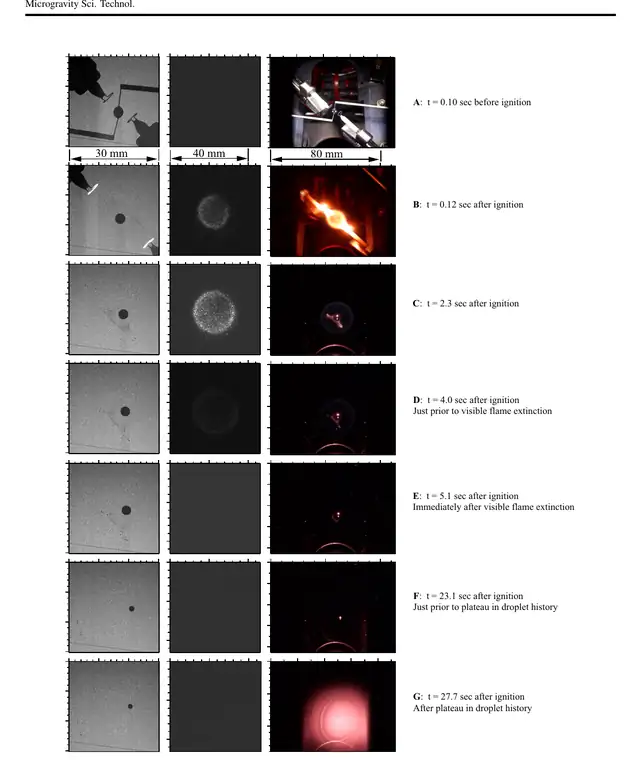 Microgravity Sci. Technol.
A: t = 0.10 sec before ignition
30 mm
40 mm
80 mm
B: t = 0.12 sec after ignition
C: t = 2.3 sec after ignition
D: t = 4.0 sec after ignition
Just prior to visible flame extinction
E: t = 5.1 sec after ignition
Immediately after visible flame extinction
F: t = 23.1 sec after ignition
Just prior to plateau in droplet history
G: t = 27.7 sec after ignition
After plateau in droplet history